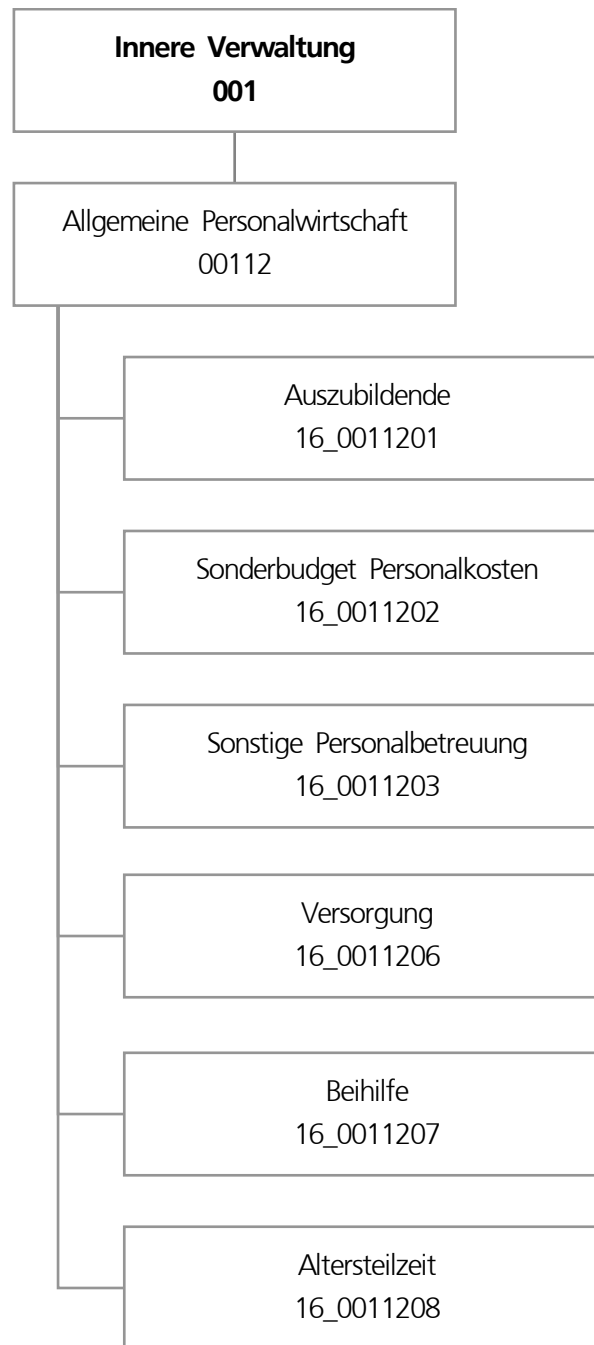 Innere Verwaltung
001
Allgemeine Personalwirtschaft
00112
Auszubildende
16_0011201
Sonderbudget Personalkosten
16_0011202
Sonstige Personalbetreuung
16_0011203
Versorgung
16_0011206
Beihilfe
16_0011207
Altersteilzeit
16_0011208